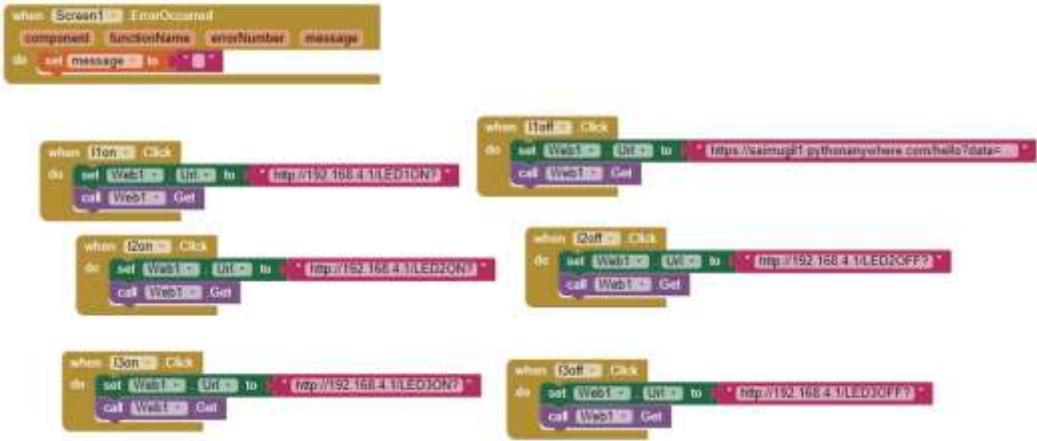 when Screen1 .ErrorOccurred
component functionName errorNumber message
do set message to " "
when l1on .Click
do set Web1 . Url to " http://192.168.4.1/LED1ON? "
call Web1 .Get
when l1off .Click
do set Web1 . Url to " https://saimugil1.pythonanywhere.com/hello?data=... "
call Web1 .Get
when l2on .Click
do set Web1 . Url to " http://192.168.4.1/LED2ON? "
call Web1 .Get
when l2off .Click
do set Web1 . Url to " http://192.168.4.1/LED2OFF? "
call Web1 .Get
when l3on .Click
do set Web1 . Url to " http://192.168.4.1/LED3ON? "
call Web1 .Get
when l3off .Click
do set Web1 . Url to " http://192.168.4.1/LED3OFF? "
call Web1 .Get